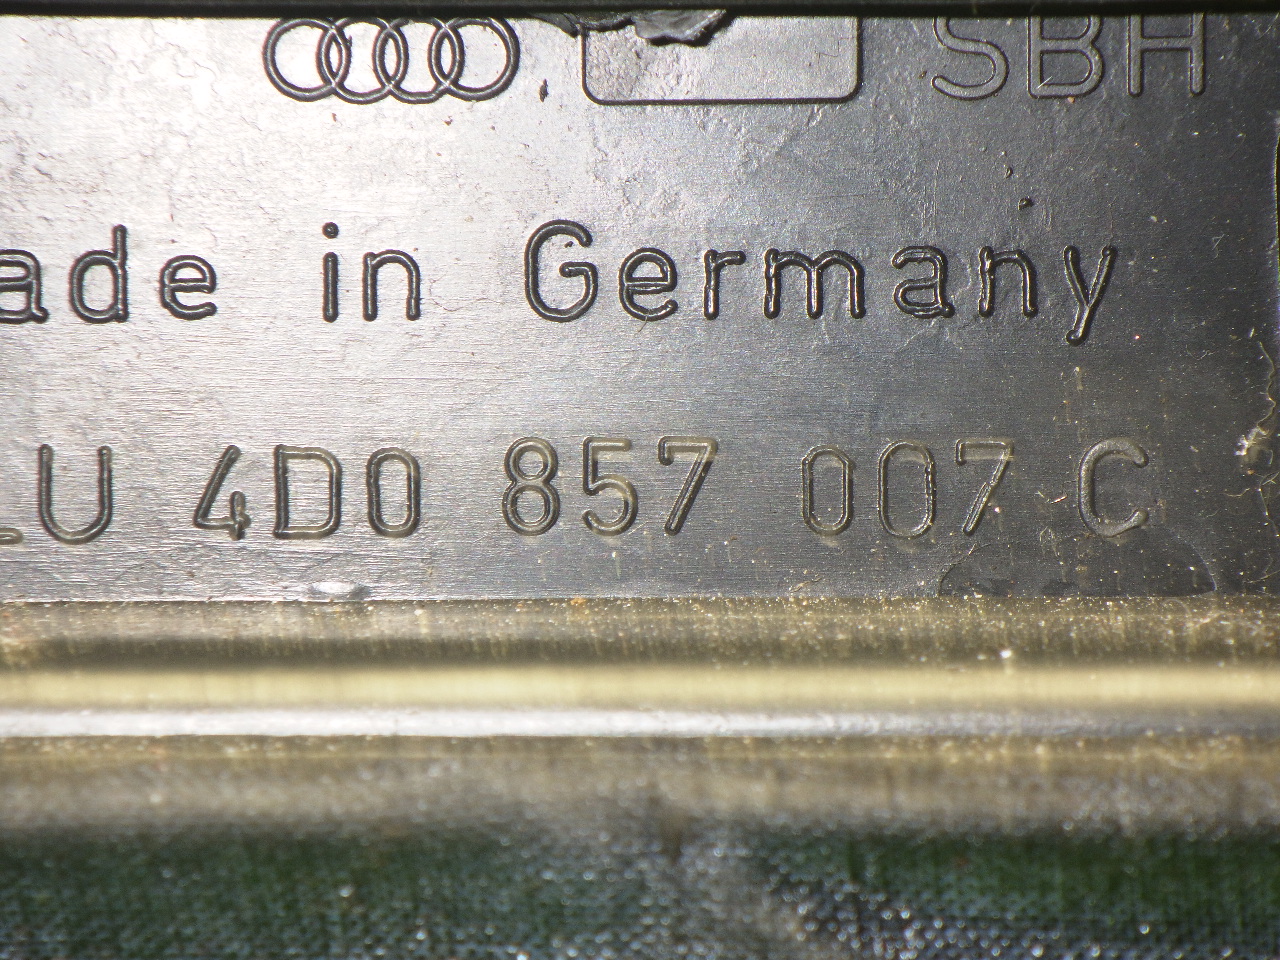 SBH
ade in Germany
LU 4D0 857 007 C